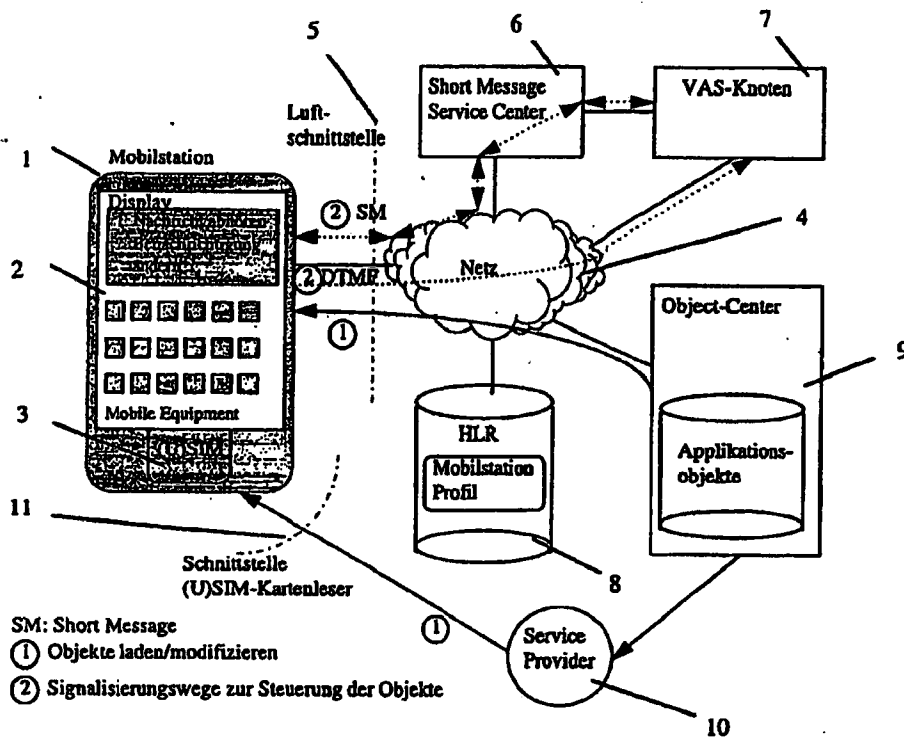 5
6
7
Short Message
Service Center
VAS-Knoten
Luft-
schnittstelle
1
Mobilstation
Display
2 SM
4
2
Netz
2 DTMF
Object-Center
1
9
3
Mobile Equipment
HLR
(U)SIM
Mobilstation
Profil
Applikations-
objekte
11
Schnittstelle
(U)SIM-Kartenleser
8
SM: Short Message
1
Service
Provider
1 Objekte laden/modifizieren
2 Signalisierungswege zur Steuerung der Objekte
10